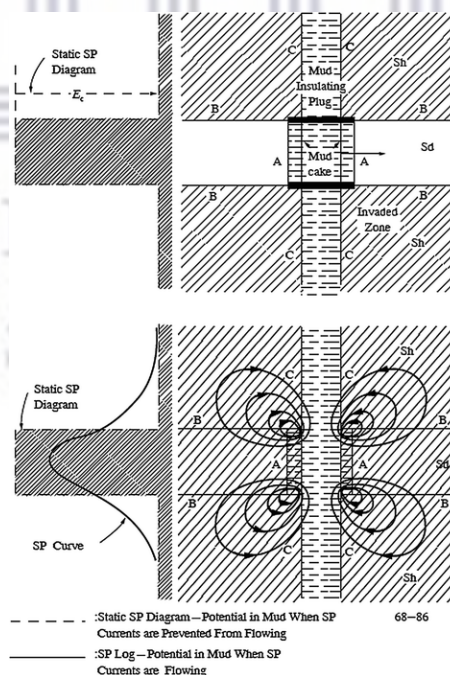 Static SP
Diagram
Ec
C
C
Sh
Mud
Insulating
Plug
B
B
Sd
A
Mud
cake
A
B
B
Invaded
Zone
Sh
C
C
Sh
C
C
Static SP
Diagram
B
B
A
A
Sd
B
B
SP Curve
C
C
Sh
:Static SP Diagram—Potential in Mud When SP
Currents are Prevented From Flowing
68—86
:SP Log—Potential in Mud When SP
Currents are Flowing